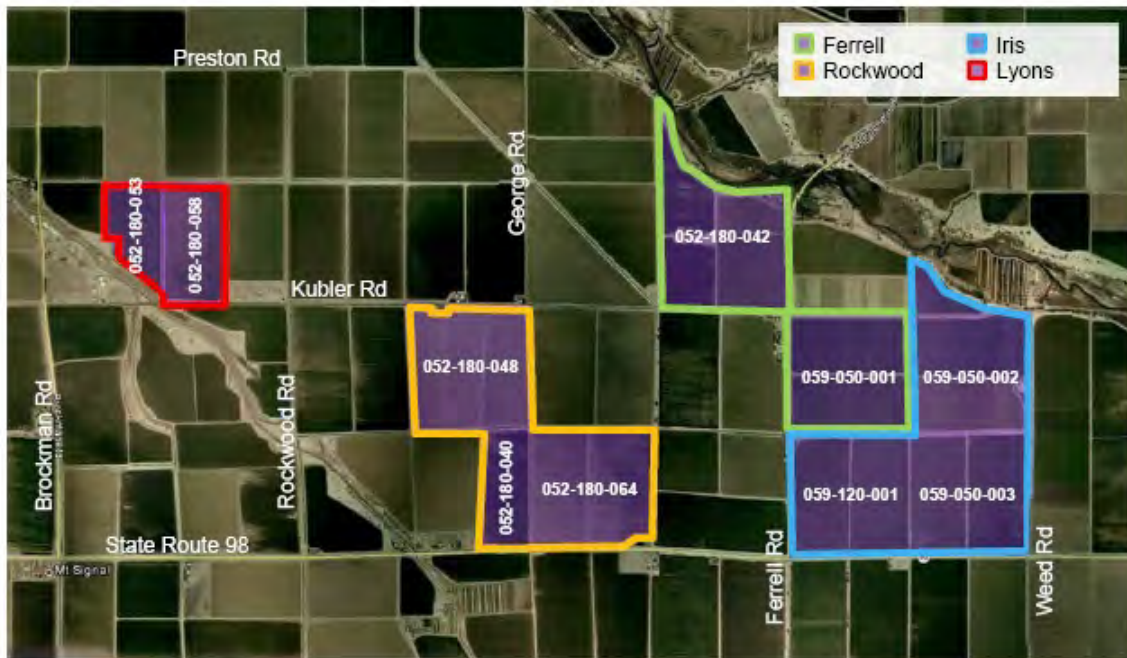 Preston Rd
Ferrell
Iris
Rockwood
Lyons
George Rd
052-180-053
052-180-058
052-180-042
Kubler Rd
052-180-048
059-050-001
059-050-002
Brockman Rd
Rockwood Rd
052-180-040
052-180-064
059-120-001
059-050-003
State Route 98
Ferrell Rd
Weed Rd
Mt Signal